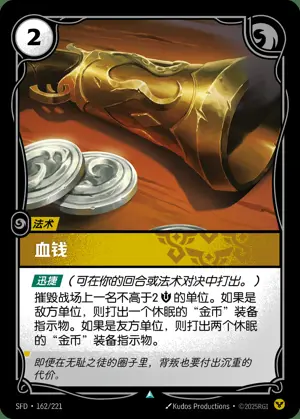 2
法术
血钱
迅捷（可在你的回合或法术对决中打出。）
摧毁战场上一名不高于2的单位。如果是
敌方单位，则打出一个休眠的“金币”装备
指示物。如果是友方单位，则打出两个休眠
的“金币”装备指示物。
即便在无耻之徒的圈子里，背叛也要付出沉重的
代价。
SFD • 162/221
Kudos Productions • ©2025RGI